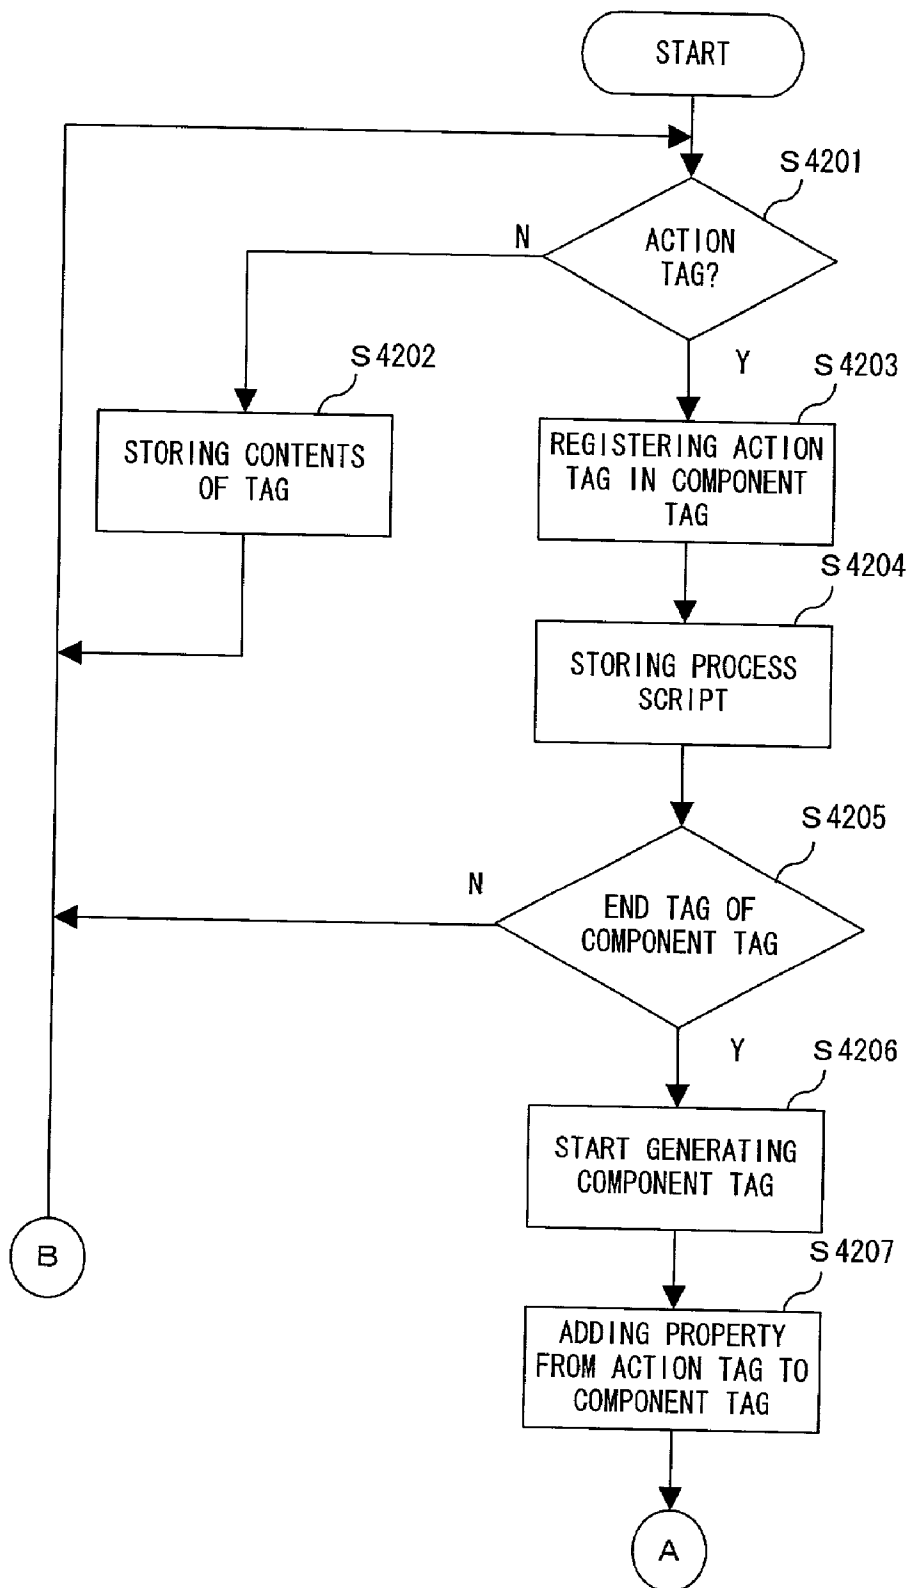 START
S4201
N
ACTION
TAG?
S4202
Y
S4203
STORING CONTENTS
OF TAG
REGISTERING ACTION
TAG IN COMPONENT
TAG
S4204
STORING PROCESS
SCRIPT
S4205
N
END TAG OF
COMPONENT TAG
Y
S4206
START GENERATING
COMPONENT TAG
B
S4207
ADDING PROPERTY
FROM ACTION TAG TO
COMPONENT TAG
A